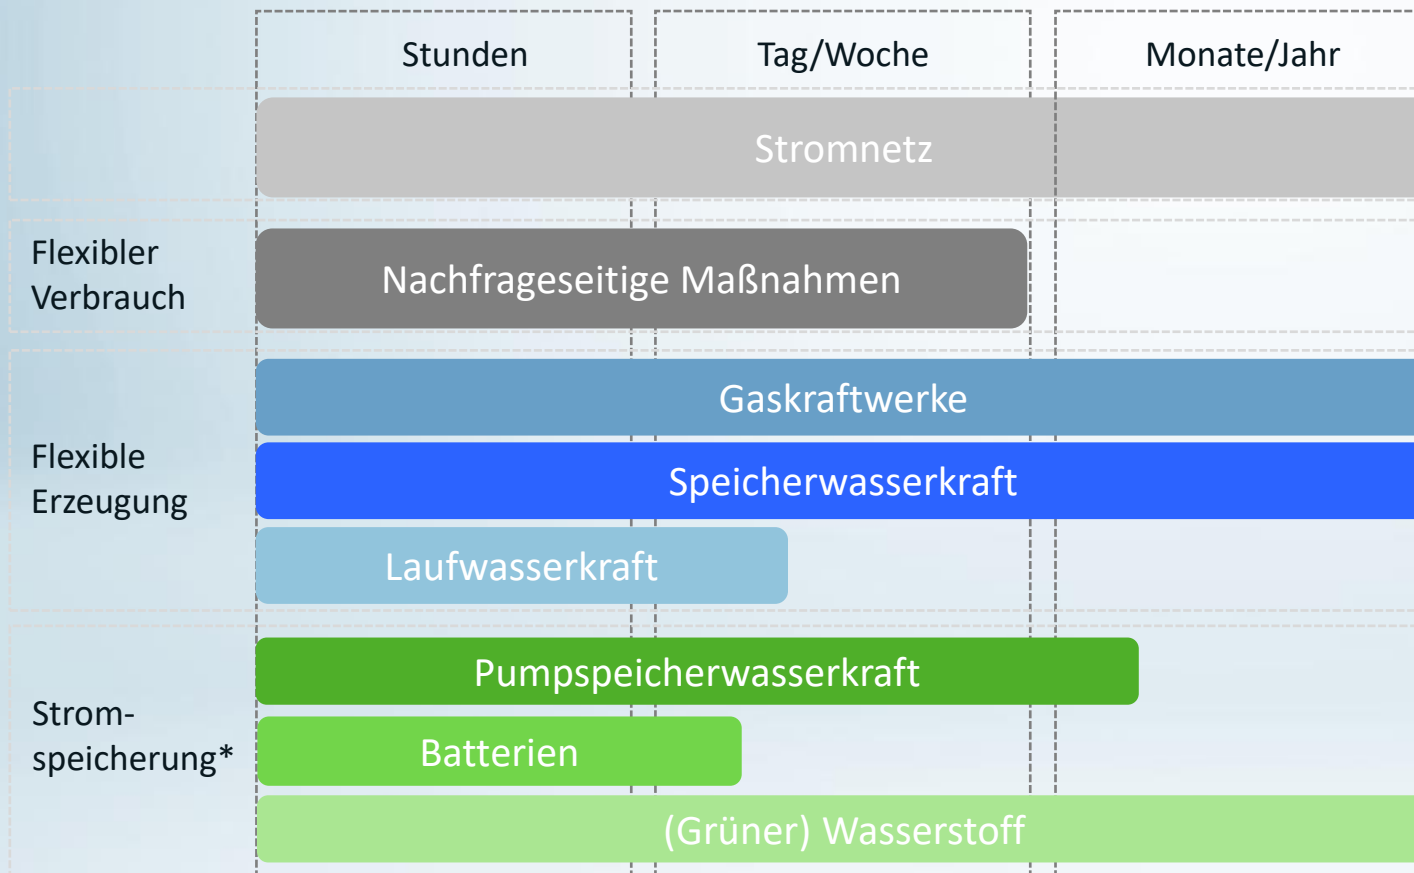 Stunden
Tag/Woche
Monate/Jahr
Stromnetz
Flexibler
Verbrauch
Nachfrageseitige Maßnahmen
Flexible
Erzeugung
Gaskraftwerke
Speicherwasserkraft
Laufwasserkraft
Strom-
speicherung*
Pumpspeicherwasserkraft
Batterien
(Grüner) Wasserstoff